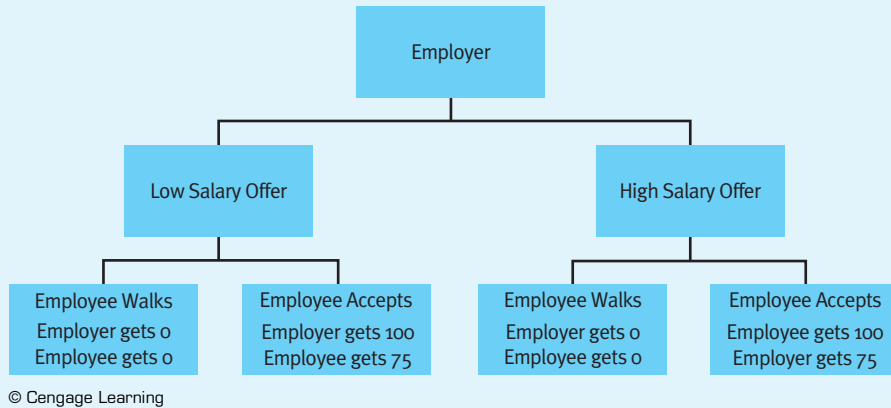 Employer
Low Salary Offer
High Salary Offer
Employee Walks
Employer gets 0
Employee gets 0
Employee Accepts
Employer gets 100
Employee gets 75
Employee Walks
Employer gets 0
Employee gets 0
Employee Accepts
Employee gets 100
Employer gets 75
© Cengage Learning